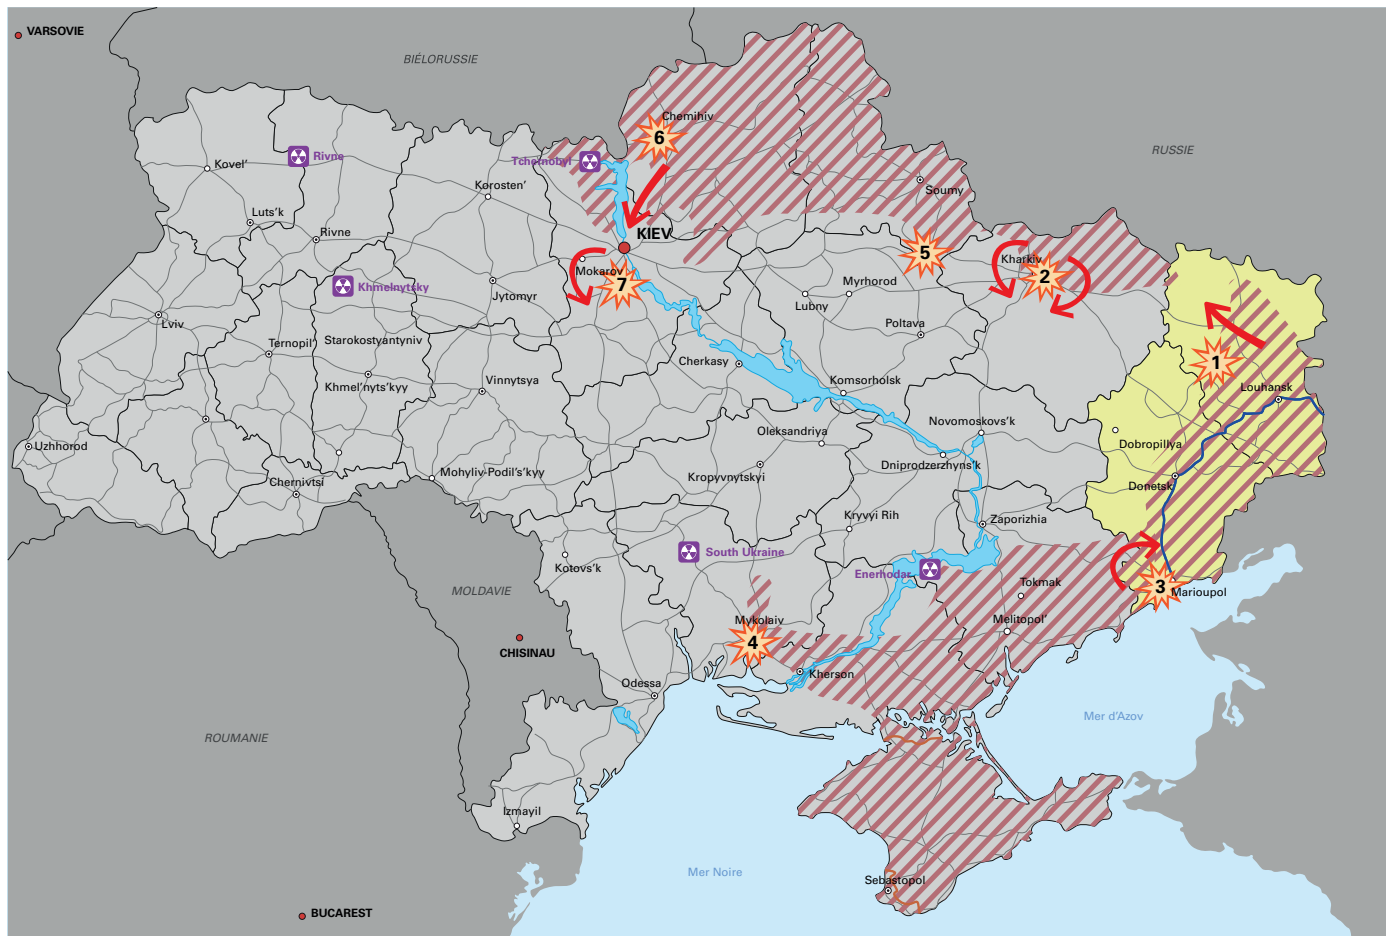 VARSOVIE
BIÉLORUSSIE
Chernihiv
6
RUSSIE
Kovel'
Rivne
Tchernobyl
Korosten'
Soumy
Luts'k
Rivne
KIEV
5
Kharkiv
Mokarov
2
7
Khmelnytsky
Jytomyr
Myrhorod
Lubny
Lviv
Poltava
Ternopil'
Starokostyantyniv
Cherkasy
1
Khmel'nyts'kyy
Vinnytsya
Komsorholsk
Louhansk
Novomoskovs'k
Oleksandriya
Uzhhorod
Dobropillya
Dniprodzerzhyns'k
Mohyliv-Podil's'kyy
Kropyvnytskyi
Chernivtsi
Donetsk
Kryvyi Rih
Zaporizhia
South Ukraine
Kotovs'k
Enerhodar
Tokmak
MOLDAVIE
3
Marioupol
Mykolaiv
Melitopol'
4
CHISINAU
Kherson
Odessa
Mer d'Azov
ROUMANIE
Izmayil
Mer Noire
Sebastopol
BUCAREST